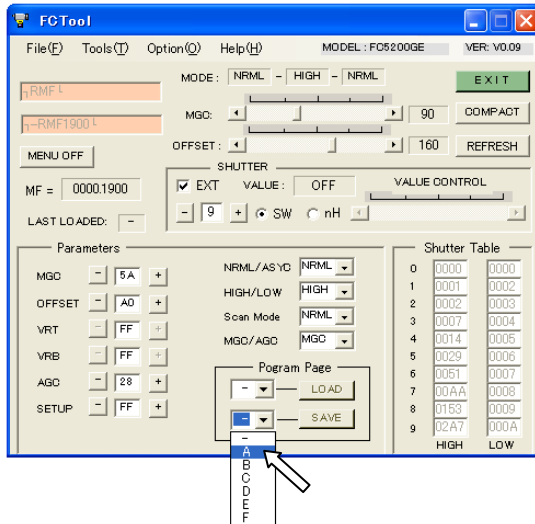 FCTool
File(F) Tools(T) Option(O) Help(H) MODEL : FC5200GE VER: V0.09
MODE : NRML - HIGH - NRML EXIT
RMF
MGC: 90 COMPACT
-RMF1900
OFFSET : 160 REFRESH
MENU OFF
SHUTTER
MF = 0000.1900 EXT VALUE : OFF VALUE CONTROL
- 9 + SW nH
LAST LOADED: -
Parameters Shutter Table
MGC - 5A + NRML/ASYC NRML 0 0000 0000
OFFSET - A0 + HIGH/LOW HIGH 1 0001 0002
VRT - FF + Scan Mode NRML 2 0002 0003
VRB - FF + MGC/AGC MGC 3 0007 0004
AGC - 28 + 4 0014 0005
SETUP - FF + 5 0029 0006
Pogram Page 6 0051 0007
- LOAD 7 00AA 0008
- SAVE 8 0153 0009
9 02A7 000A
HIGH LOW
-
A
B
C
D
E
F